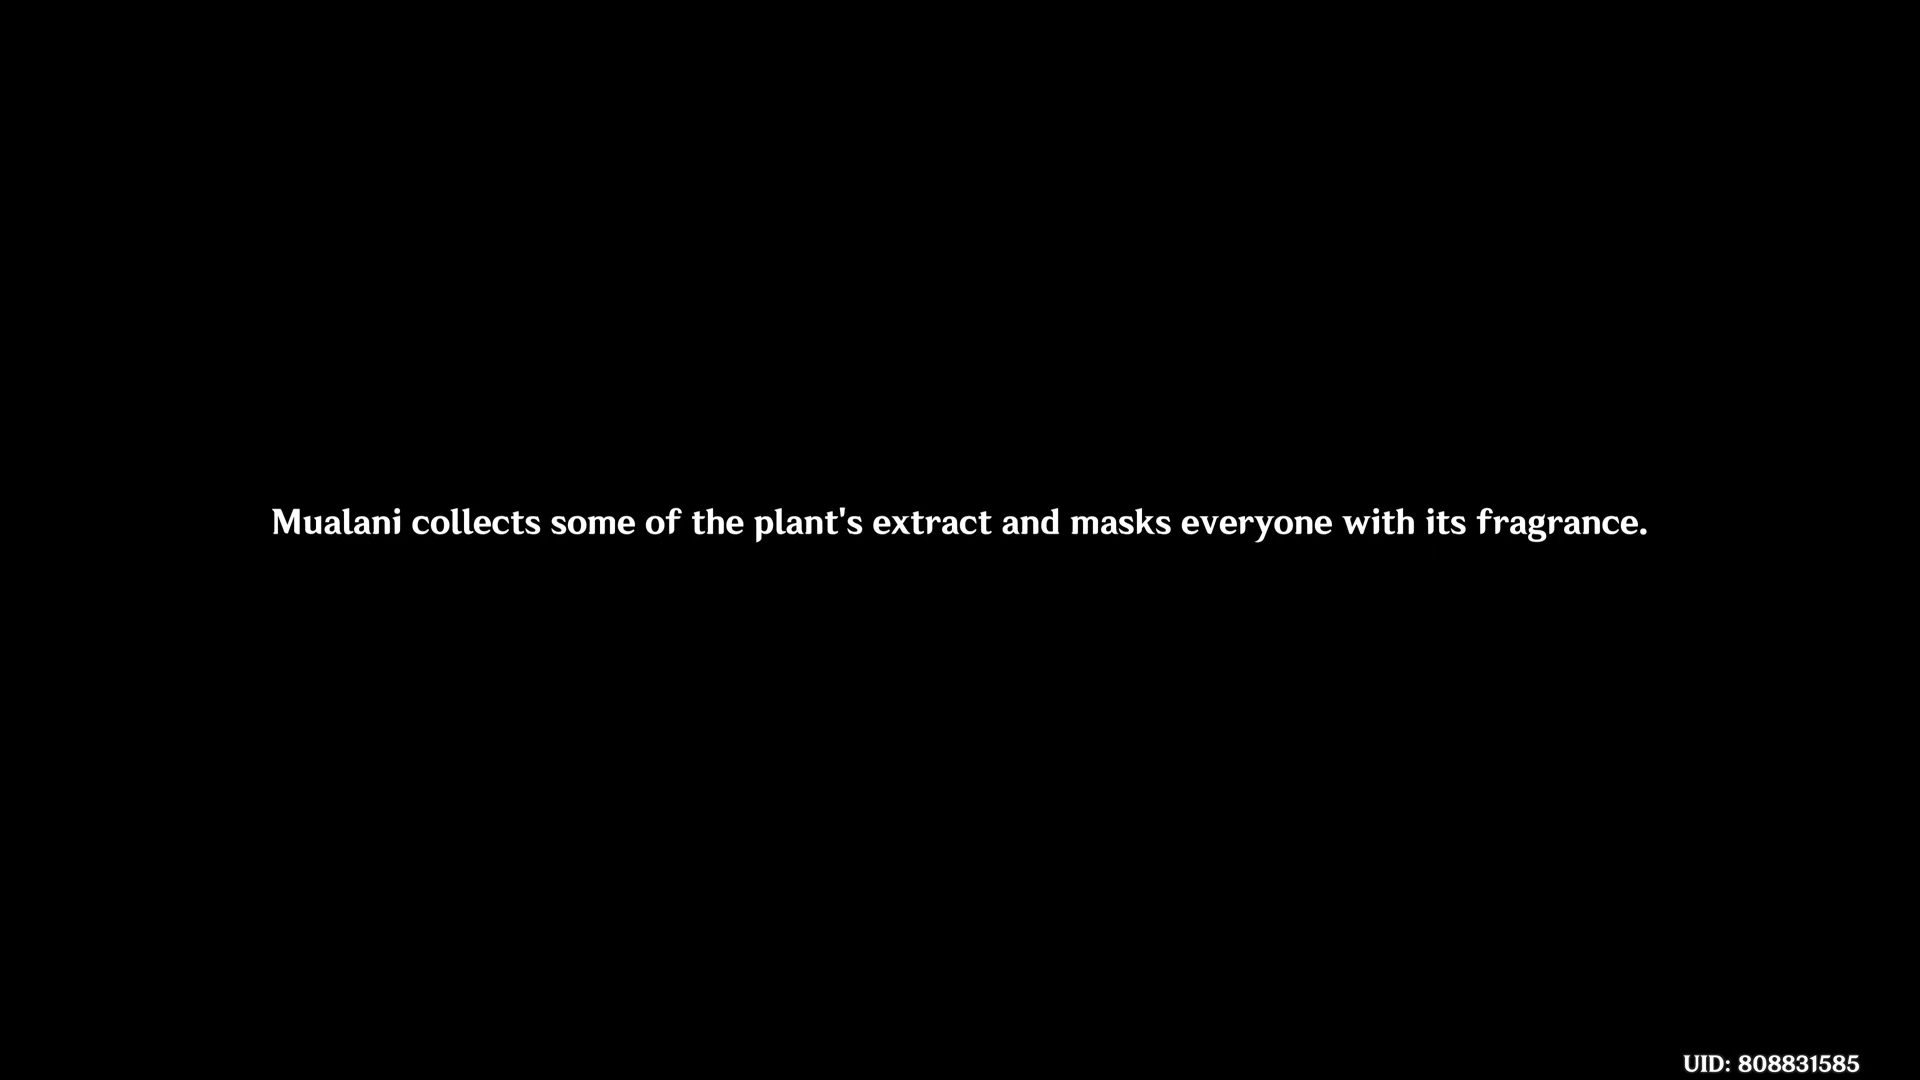 Mualani collects some of the plant's extract and masks everyone with its fragrance.
UID: 808831585